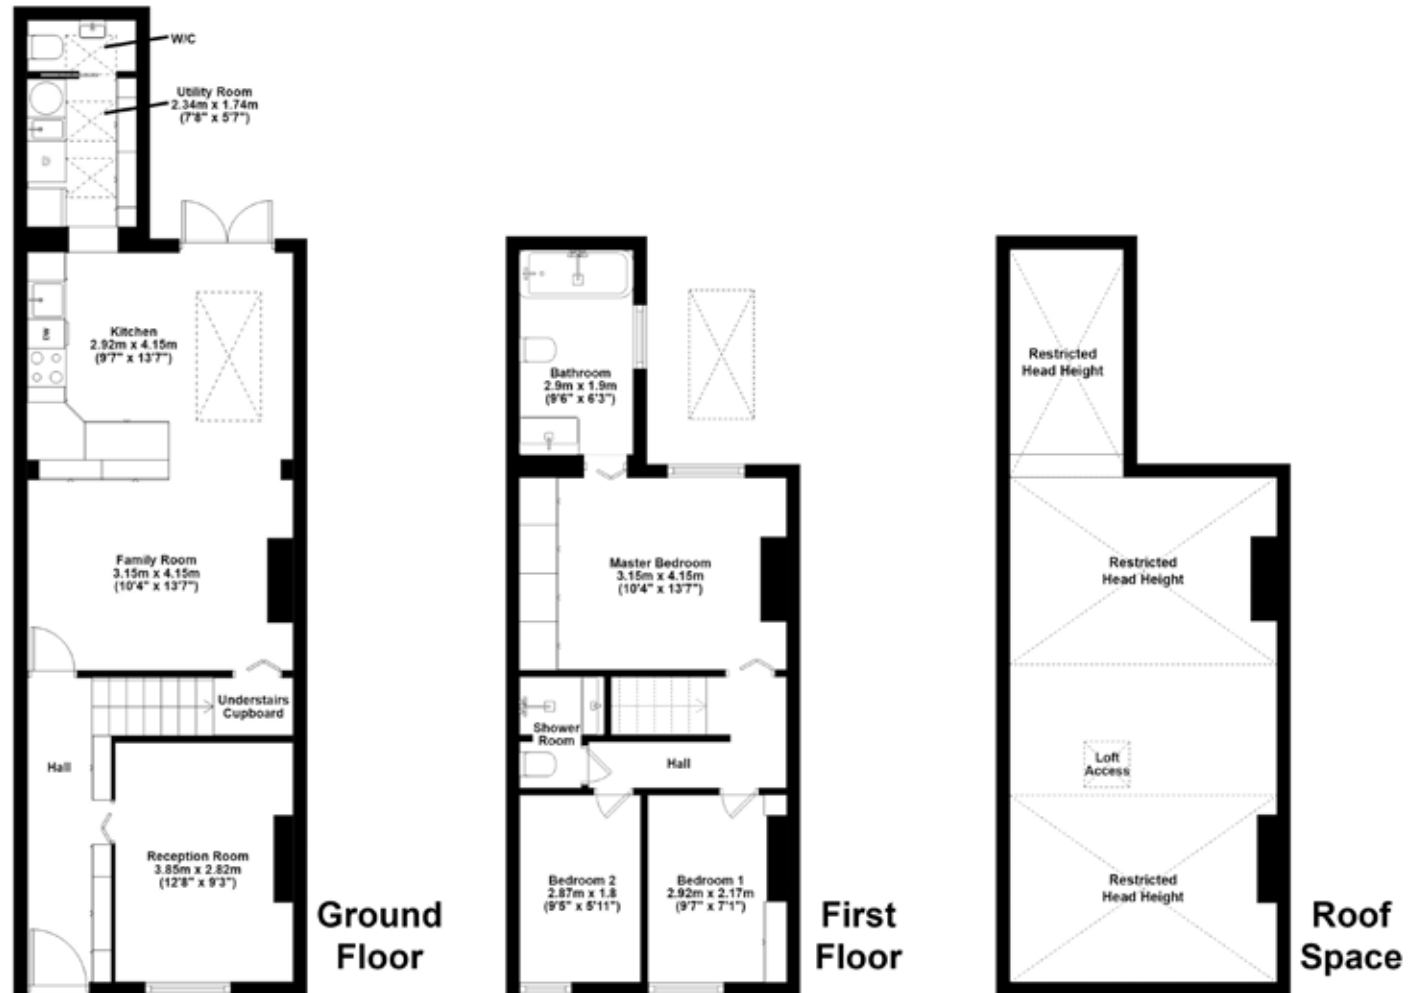 W/C
Utility Room
2.34m x 1.74m
(7'8" x 5'7")
Kitchen
2.92m x 4.15m
(9'7" x 13'7")
Family Room
3.15m x 4.15m
(10'4" x 13'7")
Understairs
Cupboard
Hall
Reception Room
3.85m x 2.82m
(12'8" x 9'3")
Ground
Floor
Bathroom
2.9m x 1.9m
(9'6" x 6'3")
Master Bedroom
3.15m x 4.15m
(10'4" x 13'7")
Shower
Room
Hall
Bedroom 2
2.87m x 1.8
(9'5" x 5'11")
Bedroom 1
2.92m x 2.17m
(9'7" x 7'1")
First
Floor
Restricted
Head Height
Restricted
Head Height
Loft
Access
Restricted
Head Height
Roof
Space